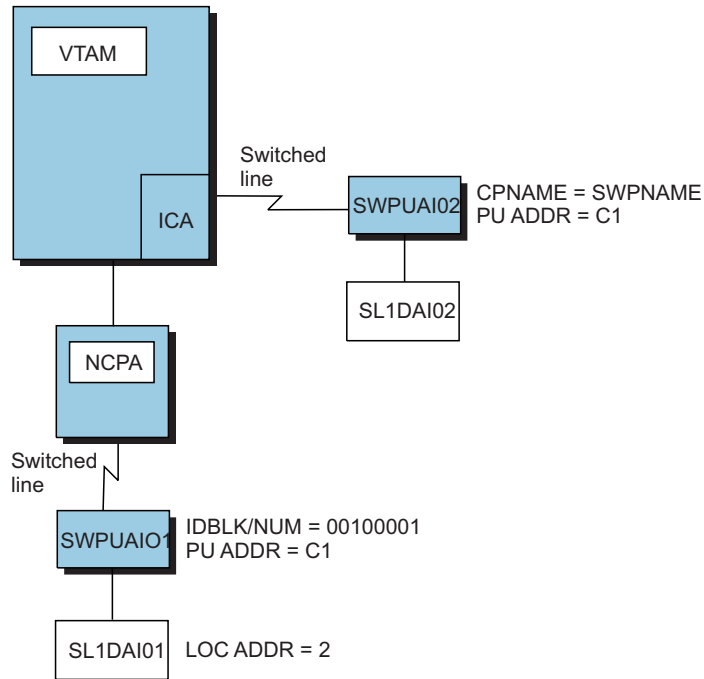 VTAM
ICA
Switched
line
SWPUAI02
CPNAME = SWPNAME
PU ADDR = C1
SL1DAI02
NCPA
Switched
line
SWPUAIO1
IDBLK/NUM = 00100001
PU ADDR = C1
SL1DAI01
LOC ADDR = 2